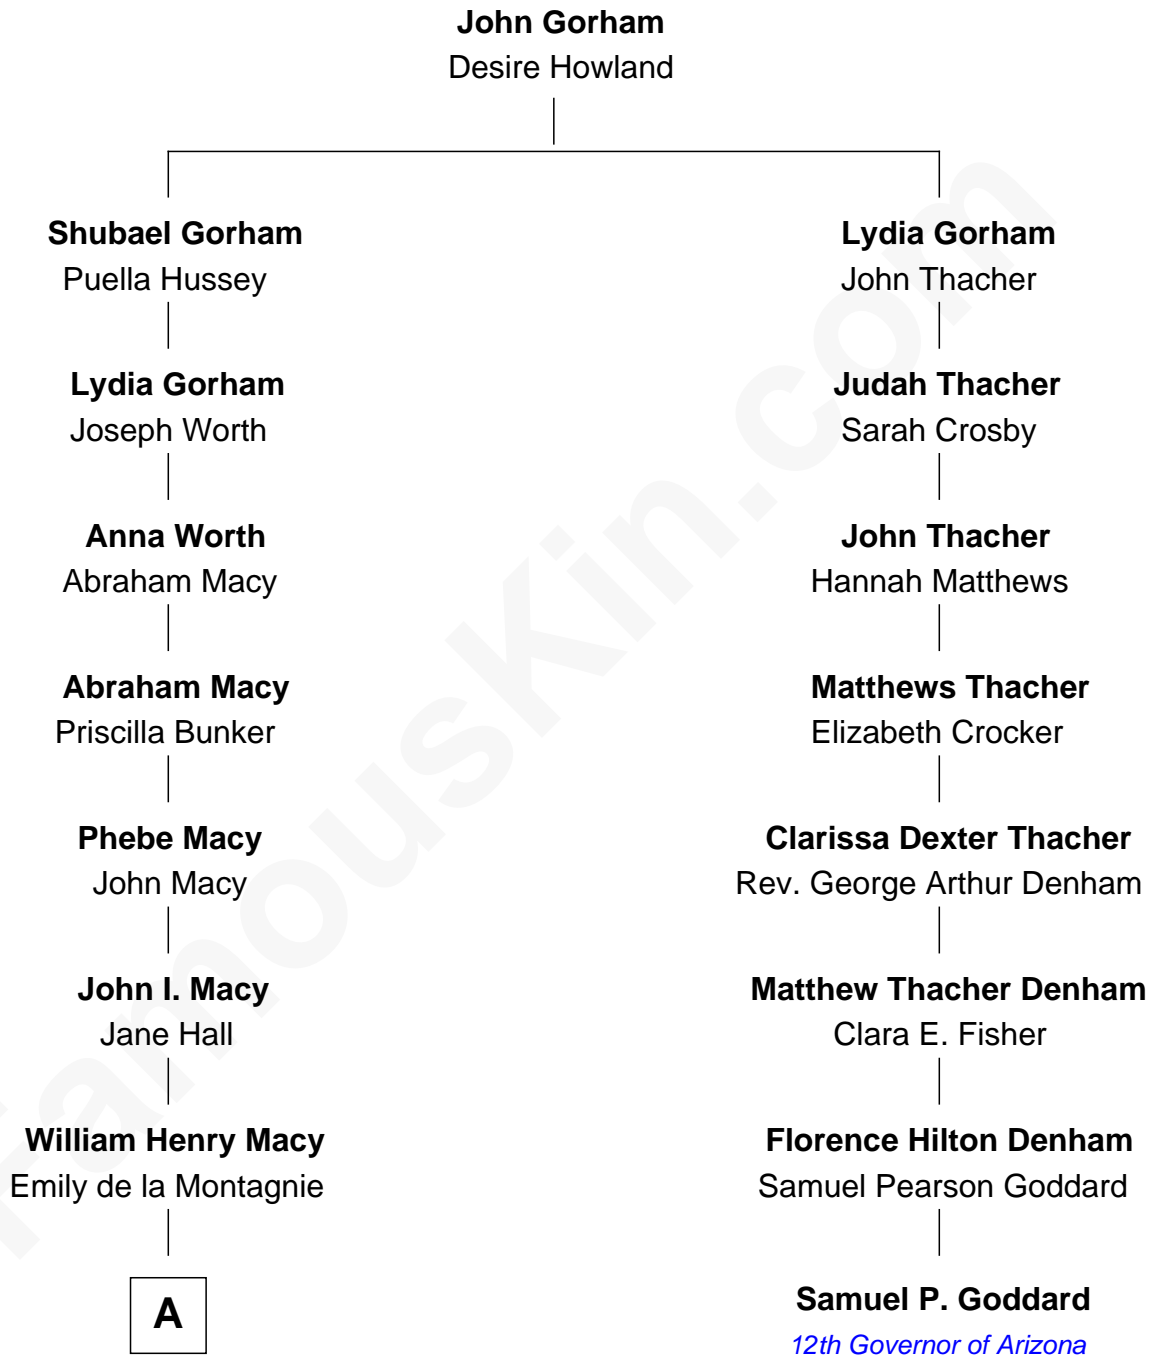 John Gorham
Desire Howland
Shubael Gorham
Puella Hussey
Lydia Gorham
John Thacher
Lydia Gorham
Joseph Worth
Judah Thacher
Sarah Crosby
Anna Worth
Abraham Macy
John Thacher
Hannah Matthews
Abraham Macy
Priscilla Bunker
Matthews Thacher
Elizabeth Crocker
Phebe Macy
John Macy
Clarissa Dexter Thacher
Rev. George Arthur Denham
John I. Macy
Jane Hall
Matthew Thacher Denham
Clara E. Fisher
William Henry Macy
Emily de la Montagnie
Florence Hilton Denham
Samuel Pearson Goddard
A
Samuel P. Goddard
12th Governor of Arizona
FamousKin.com